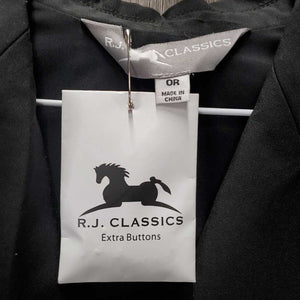 R.J. CLASSICS
0R
MADE IN
CHINA
R.J. CLASSICS
Extra Buttons